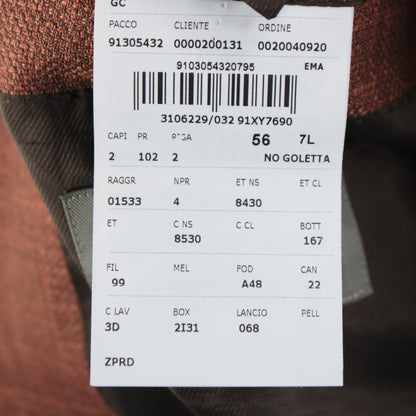 GC
PACCO CLIENTE ORDINE
91305432 0000200131 0020040920
9103054320795 EMA
3106229/032 91XY7690
CAPI PR R*GA 56 7L
2 102 2 NO GOLETTA
RAGGR NPR ET NS ET CL
01533 4 8430
ET C NS C CL BOTT
8530 167
FIL MEL FOD CAN
99 A48 22
C LAV BOX LANCIO PELL
3D 2I31 068
ZPRD